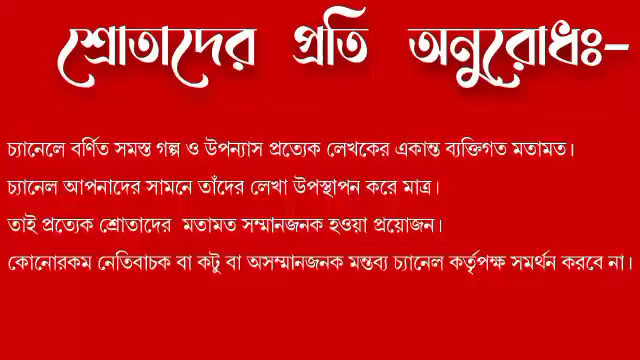 শ্রোতাদের প্রতি অনুরোধঃ-
চ্যানেলে বর্ণিত সমস্ত গল্প ও উপন্যাস প্রত্যেক লেখকের একান্ত ব্যক্তিগত মতামত।
চ্যানেল আপনাদের সামনে তাঁদের লেখা উপস্থাপন করে মাত্র।
তাই প্রত্যেক শ্রোতাদের মতামত সম্মানজনক হওয়া প্রয়োজন।
কোনোরকম নেতিবাচক বা কটু বা অসম্মানজনক মন্তব্য চ্যানেল কর্তৃপক্ষ সমর্থন করবে না।